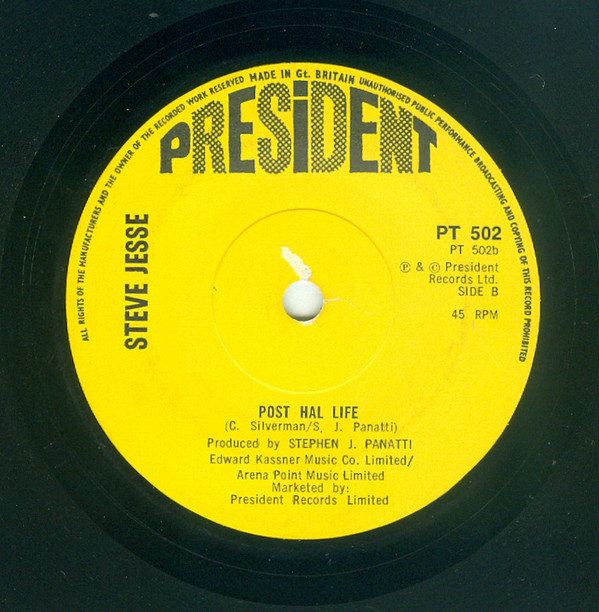 ALL RIGHTS OF THE MANUFACTURERS AND THE OWNER OF THE RECORDED WORK RESERVED MADE IN Gt. BRITAIN UNAUTHORISED PUBLIC PERFORMANCE BROADCASTING AND COPYING OF THIS RECORD PROHIBITED
PRESiDENT
STEVE JESSE
PT 502
PT 502b
℗ & © President
Records Ltd.
SIDE B
45 RPM
POST HAL LIFE
(C. Silverman/S. J. Panatti)
Produced by STEPHEN J. PANATTI
Edward Kassner Music Co. Limited/
Arena Point Music Limited
Marketed by:
President Records Limited